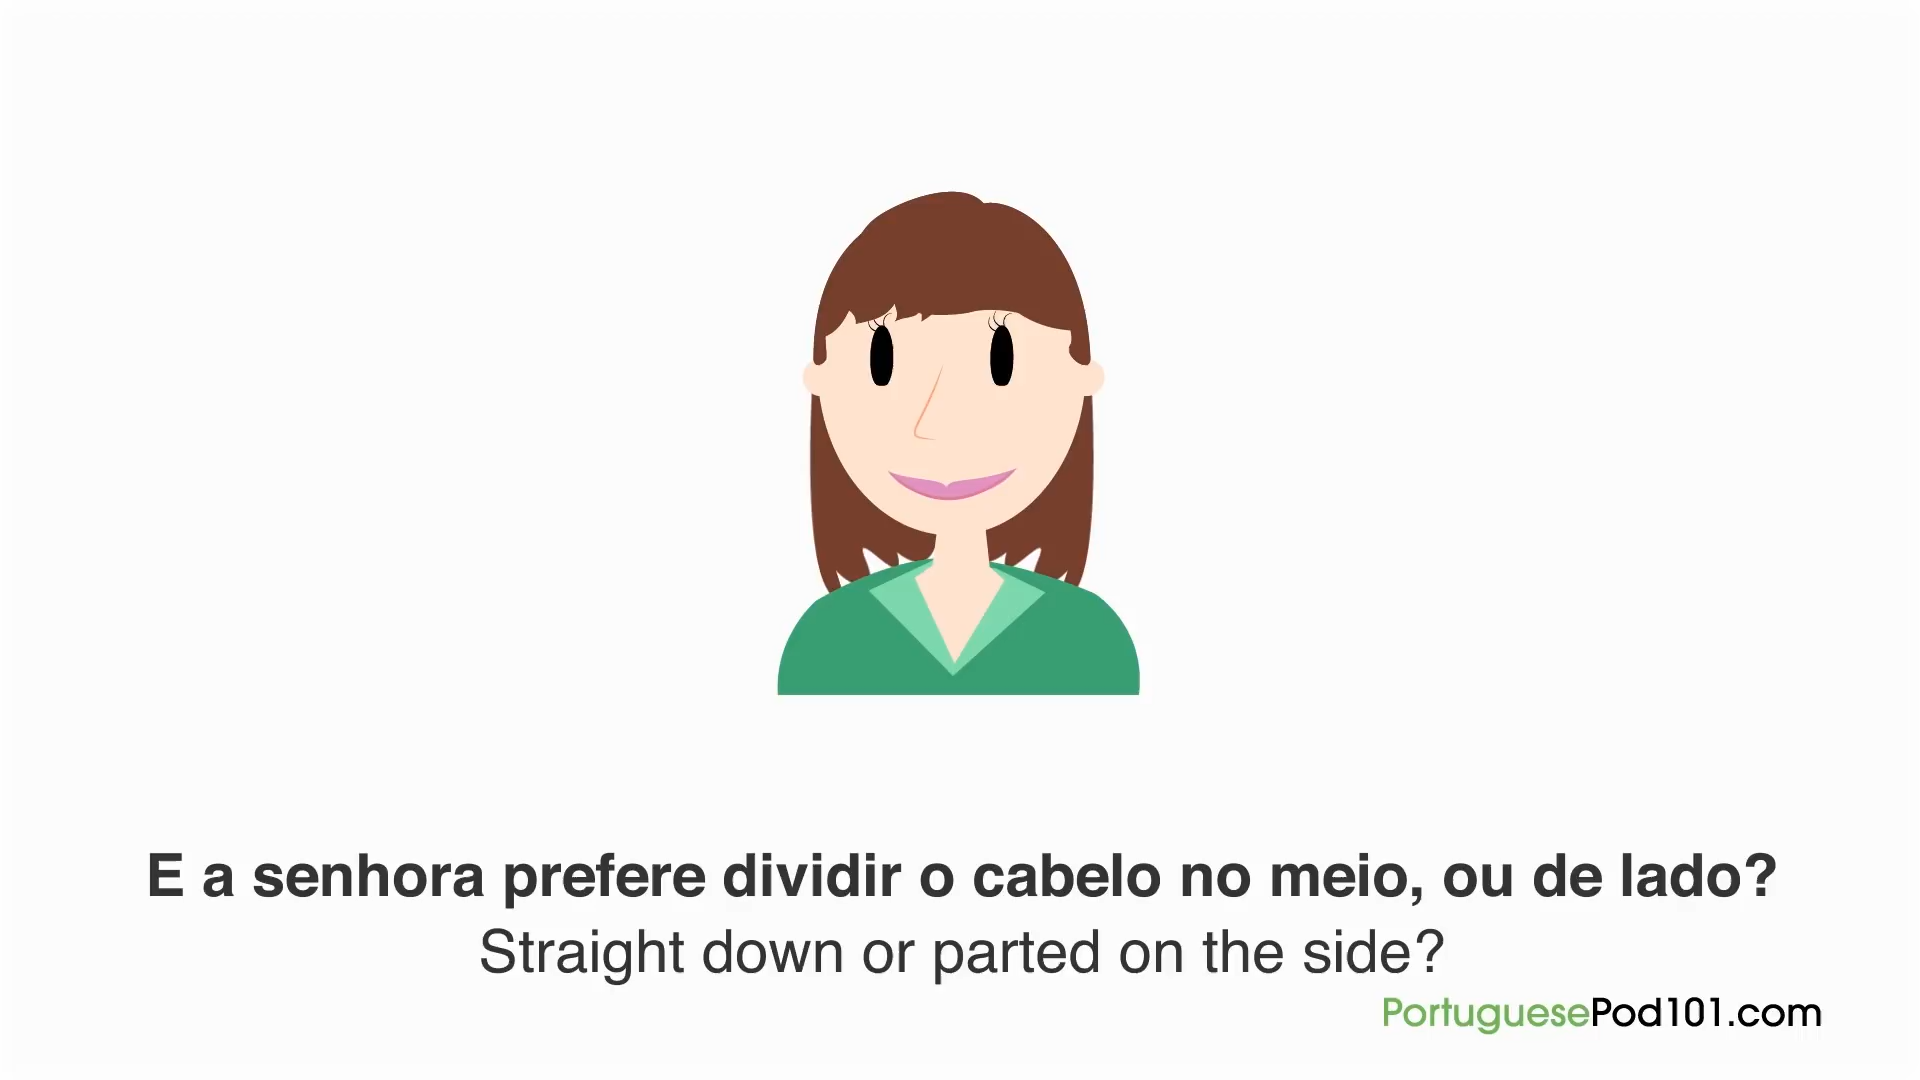 E a senhora prefere dividir o cabelo no meio, ou de lado?
Straight down or parted on the side?
PortuguesePod101.com